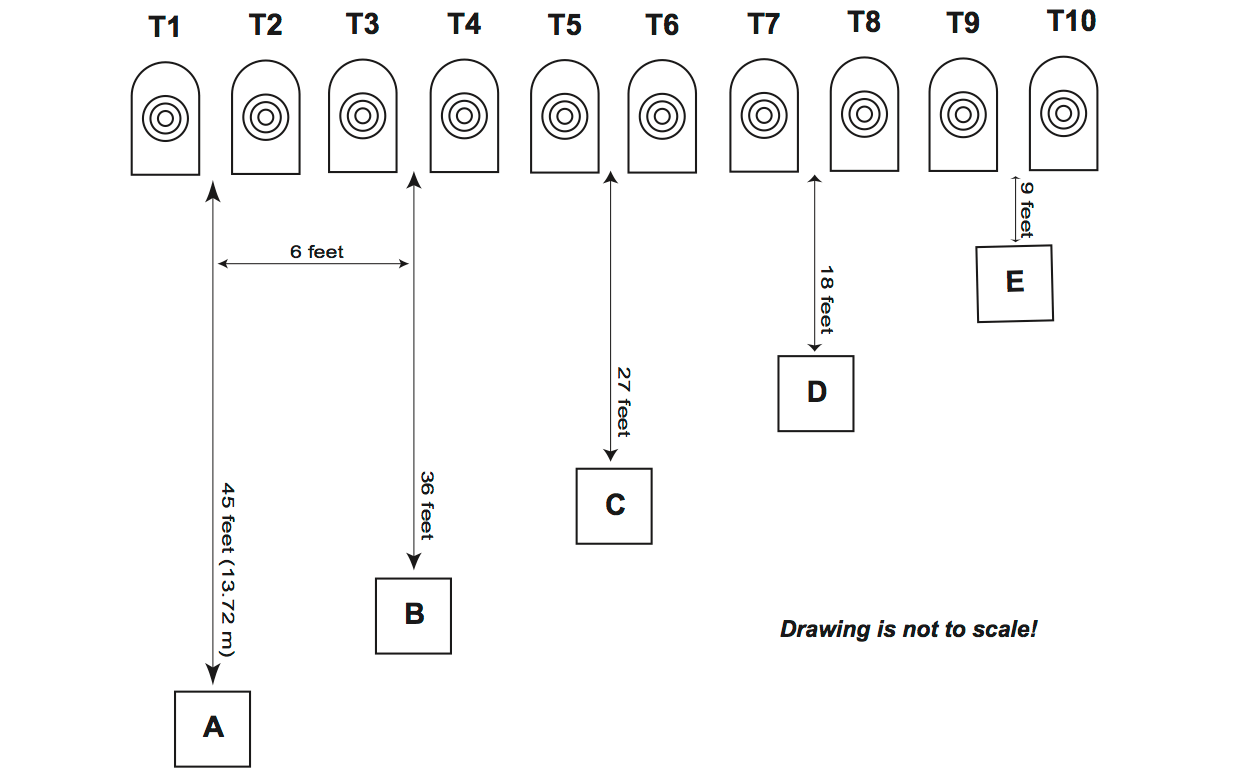 T1 T2 T3 T4 T5 T6 T7 T8 T9 T10
9 feet
6 feet
E
18 feet
27 feet
D
36 feet
45 feet (13.72 m)
C
B
Drawing is not to scale!
A